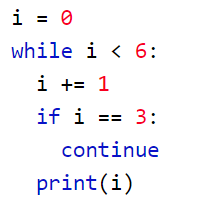 i = 0
while i < 6:
  i += 1
  if i == 3:
    continue
  print(i)